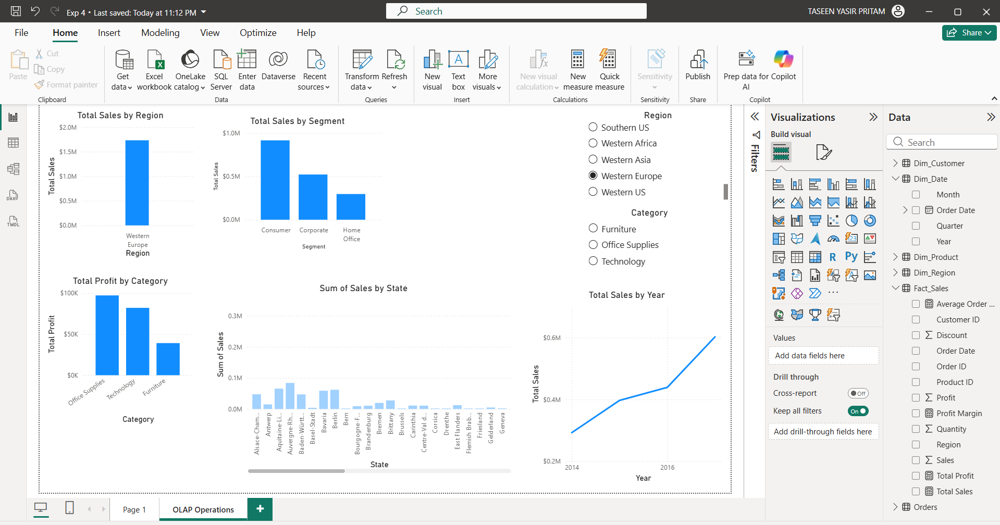 Exp 4 • Last saved: Today at 11:12 PM
Search
TASEEN YASIR PRITAM
File
Home
Insert
Modeling
View
Optimize
Help
Share
Paste
Cut
Copy
Format painter
Clipboard
Get
data
Excel
workbook
OneLake
catalog
SQL
Server
Enter
data
Dataverse
Recent
sources
Data
Transform
data
Refresh
Queries
New
visual
Text
box
More
visuals
Insert
New visual
calculation
New
measure
Quick
measure
Calculations
Sensitivity
Sensitivity
Publish
Share
Prep data for
AI
Copilot
Copilot
DAX
TMDL
Total Sales by Region
$2.0M
$1.5M
$1.0M
$0.5M
$0.0M
Total Sales
Western
Europe
Region
Total Sales by Segment
$1.0M
$0.5M
$0.0M
Total Sales
Consumer
Corporate
Home
Office
Segment
Region
Southern US
Western Africa
Western Asia
Western Europe
Western US
Category
Furniture
Office Supplies
Technology
Total Profit by Category
$100K
$50K
$0K
Total Profit
Office Supplies
Technology
Furniture
Category
Sum of Sales by State
0.3M
0.2M
0.1M
0.0M
Sum of Sales
Alsace-Cham...
Antwerp
Aquitaine-Li...
Auvergne-Rh...
Baden-Württ...
Basel-Stadt
Bavaria
Berlin
Bern
Bourgogne-F...
Brandenburg
Bremen
Brittany
Brussels
Carinthia
Centre-Val d...
Corsica
Drenthe
East Flanders
Flemish Brab...
Friesland
Gelderland
Geneva
State
Total Sales by Year
$0.6M
$0.4M
$0.2M
Total Sales
2014
2016
Year
Filters
Visualizations
Build visual
123
R
Py
Values
Add data fields here
Drill through
Cross-report
Off
Keep all filters
On
Add drill-through fields here
Data
Search
Dim_Customer
Dim_Date
Month
Order Date
Quarter
Year
Dim_Product
Dim_Region
Fact_Sales
Average Order ...
Customer ID
Discount
Order Date
Order ID
Product ID
Profit
Profit Margin
Quantity
Region
Sales
Total Profit
Total Sales
Orders
Page 1
OLAP Operations